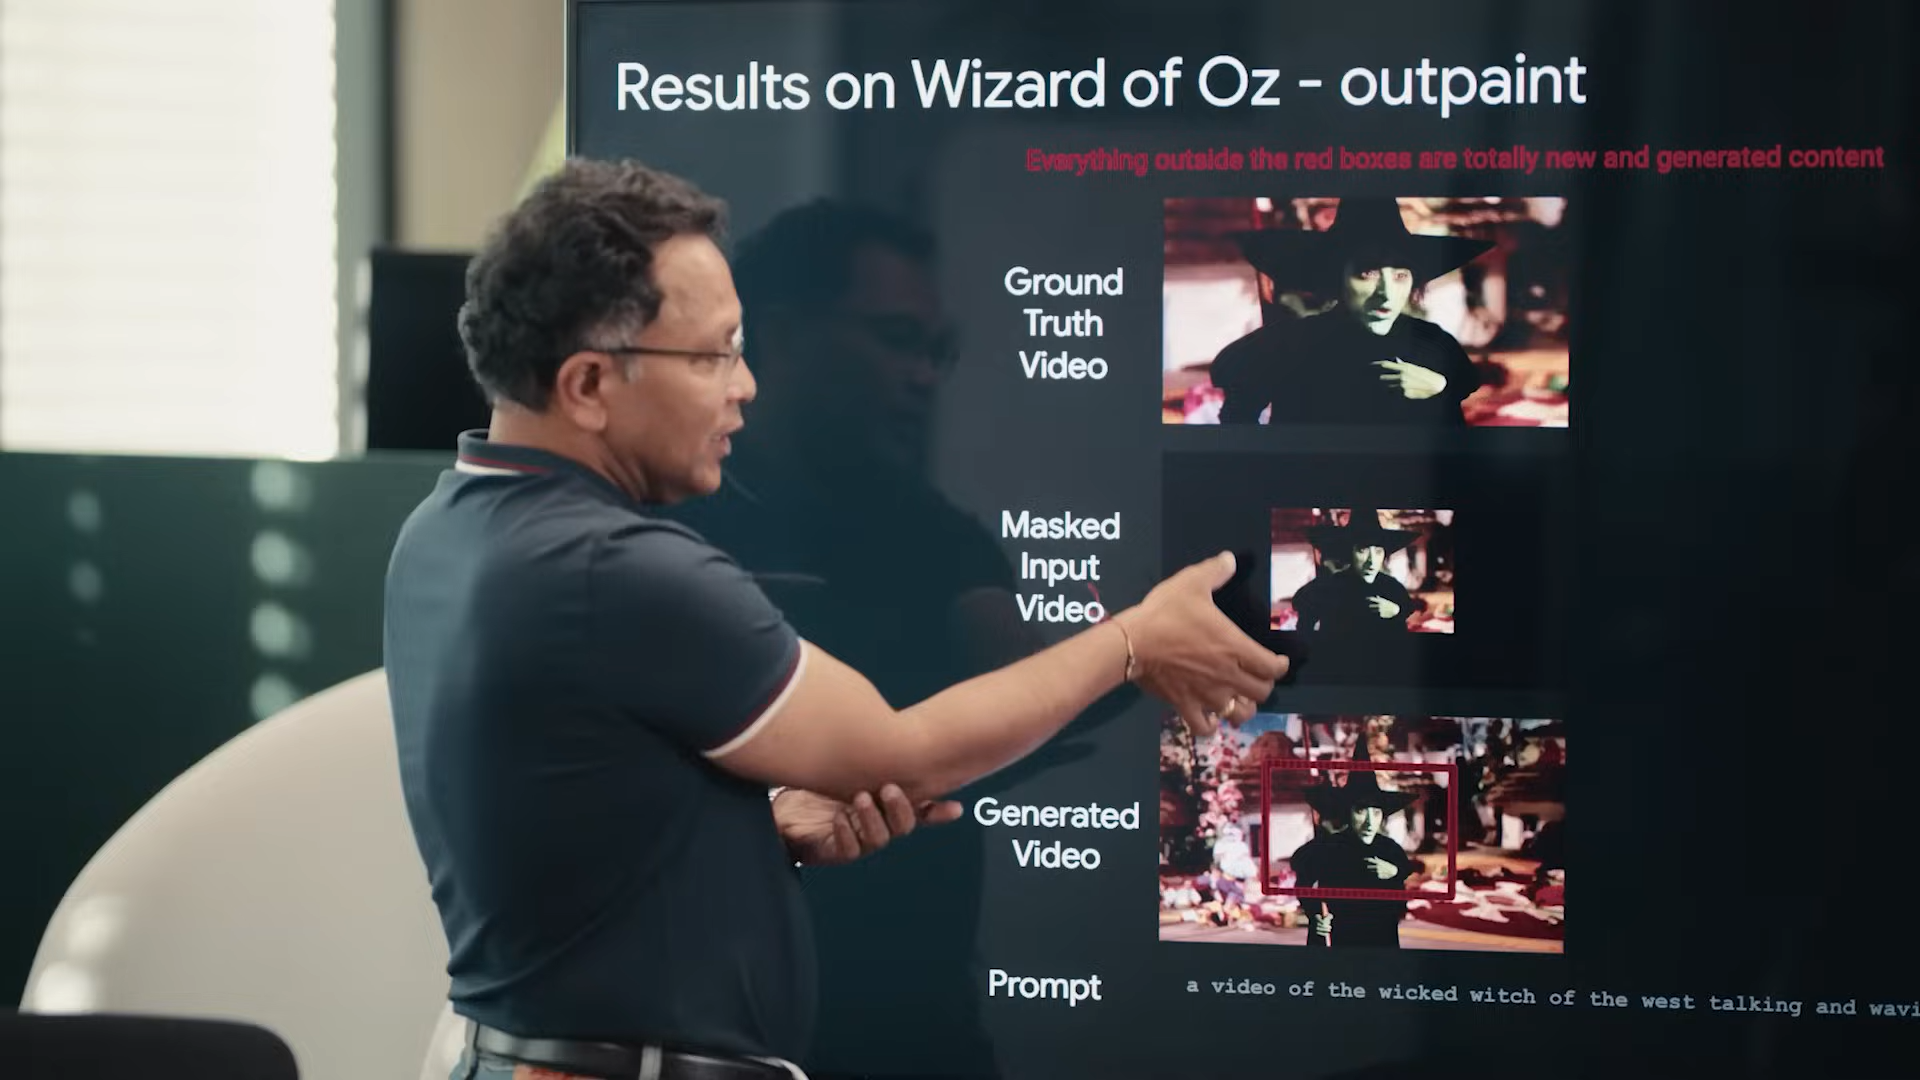 Results on Wizard of Oz - outpaint
Everything outside the red boxes are totally new and generated content
Ground
Truth
Video
Masked
Input
Video
Generated
Video
Prompt
a video of the wicked witch of the west talking and wavi